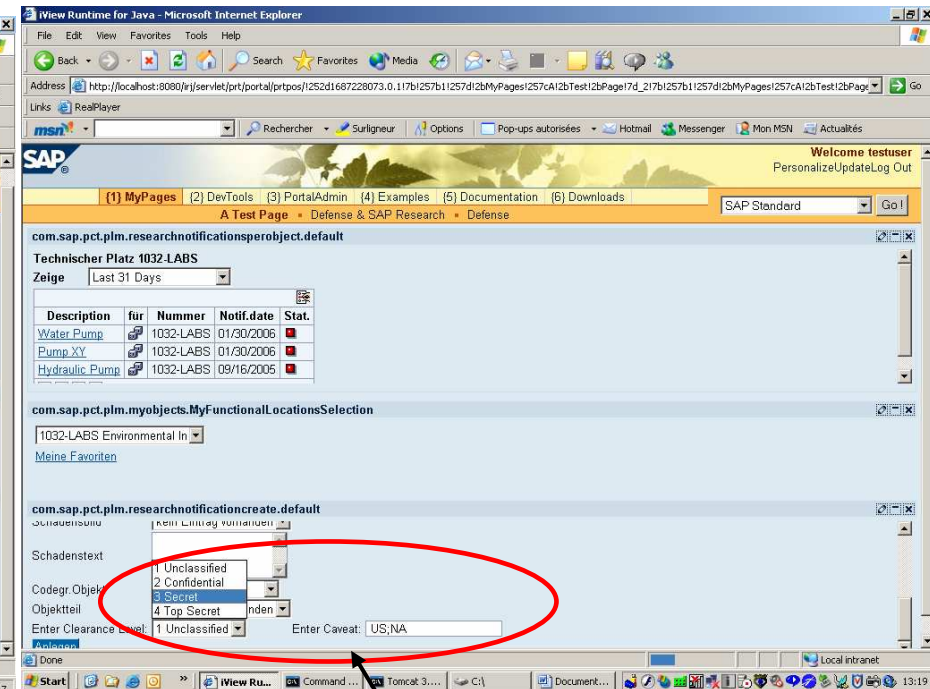 iView Runtime for Java - Microsoft Internet Explorer
File Edit View Favorites Tools Help
Back Search Favorites Media
Address http://localhost:8080/irj/servlet/prt/portal/prtpos/!252d1687228073.0.1!7b!257b1!257d!2bMyPages!257cA!2bTest!2bPage!7d_2!7b!257b1!257d!2bMyPages!257cA!2bTest!2bPage Go
Links RealPlayer
msn Rechercher Surligneur Options Pop-ups autorisées Hotmail Messenger Mon MSN Actualités
SAP
Welcome testuser
PersonalizeUpdateLog Out
{1} MyPages {2} DevTools {3} PortalAdmin {4} Examples {5} Documentation {6} Downloads
SAP Standard Go!
A Test Page Defense & SAP Research Defense
com.sap.pct.plm.researchnotificationsperobject.default
Technischer Platz 1032-LABS
Zeige Last 31 Days
Description für Nummer Notif.date Stat.
Water Pump 1032-LABS 01/30/2006
Pump XY 1032-LABS 01/30/2006
Hydraulic Pump 1032-LABS 09/16/2005
com.sap.pct.plm.myobjects.MyFunctionalLocationsSelection
1032-LABS Environmental In
Meine Favoriten
com.sap.pct.plm.researchnotificationcreate.default
Schadensbild Kein Eintrag vorhanden
Schadenstext
1 Unclassified
2 Confidential
Codegr.Objekt
3 Secret
Objektteil
4 Top Secret nden
Enter Clearance Level: 1 Unclassified Enter Caveat: US;NA
Anlegen
Done Local intranet
Start » iView Ru... Command ... Tomcat 3.... C:\ Document... 13:19